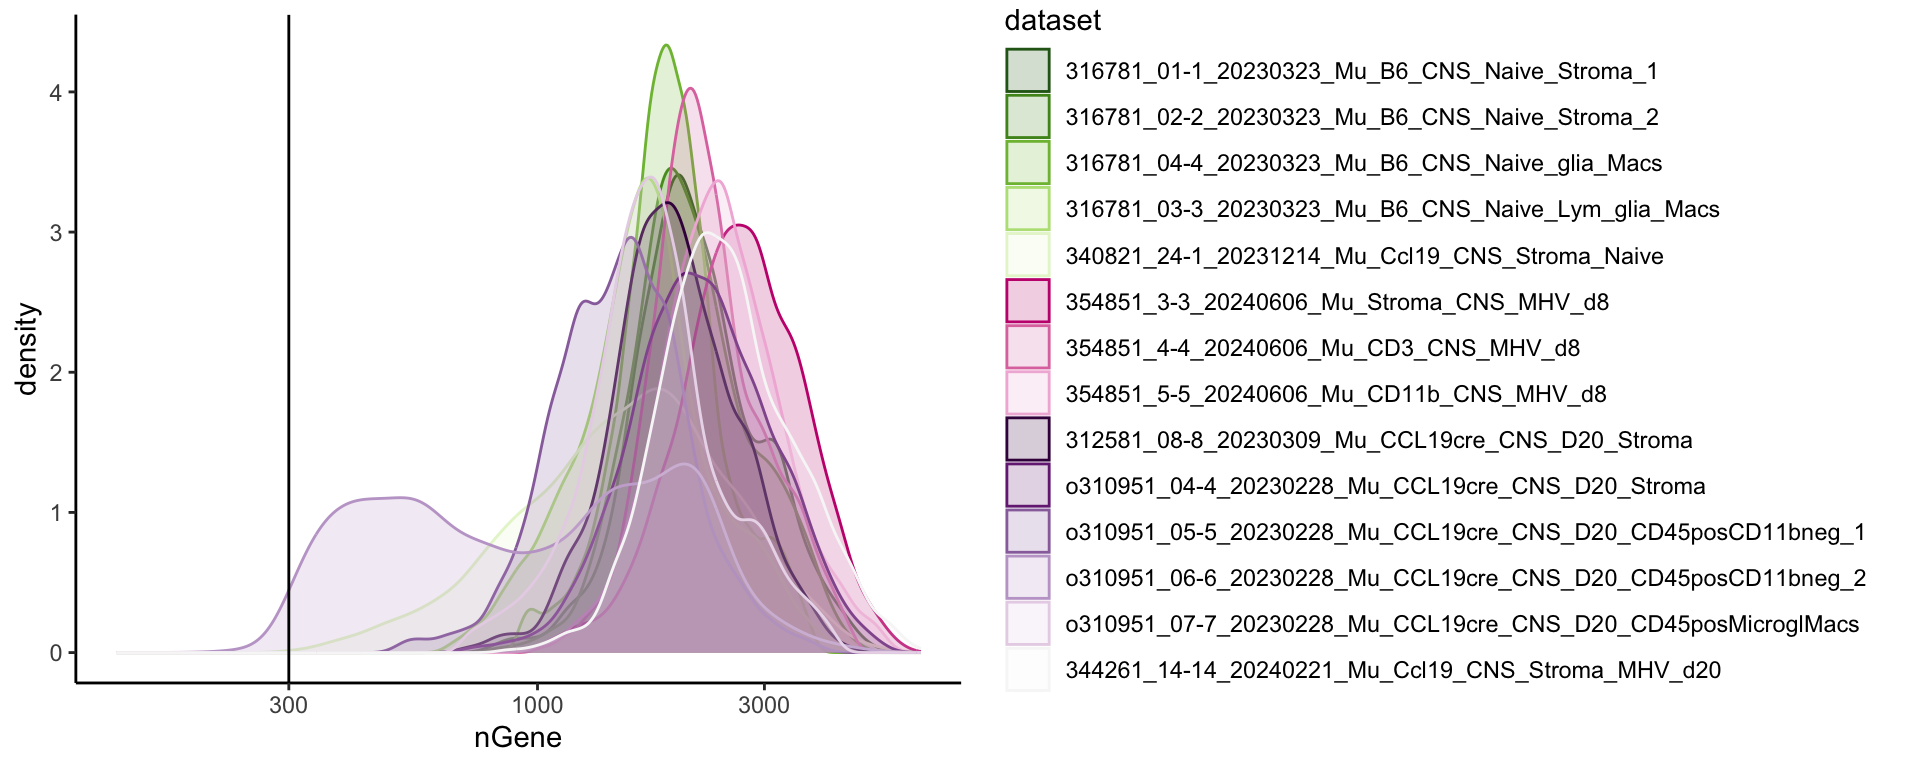 density
4
3
2
1
0
300
1000
3000
nGene
dataset
316781_01-1_20230323_Mu_B6_CNS_Naive_Stroma_1
316781_02-2_20230323_Mu_B6_CNS_Naive_Stroma_2
316781_04-4_20230323_Mu_B6_CNS_Naive_glia_Macs
316781_03-3_20230323_Mu_B6_CNS_Naive_Lym_glia_Macs
340821_24-1_20231214_Mu_Ccl19_CNS_Stroma_Naive
354851_3-3_20240606_Mu_Stroma_CNS_MHV_d8
354851_4-4_20240606_Mu_CD3_CNS_MHV_d8
354851_5-5_20240606_Mu_CD11b_CNS_MHV_d8
312581_08-8_20230309_Mu_CCL19cre_CNS_D20_Stroma
o310951_04-4_20230228_Mu_CCL19cre_CNS_D20_Stroma
o310951_05-5_20230228_Mu_CCL19cre_CNS_D20_CD45posCD11bneg_1
o310951_06-6_20230228_Mu_CCL19cre_CNS_D20_CD45posCD11bneg_2
o310951_07-7_20230228_Mu_CCL19cre_CNS_D20_CD45posMicroglMacs
344261_14-14_20240221_Mu_Ccl19_CNS_Stroma_MHV_d20